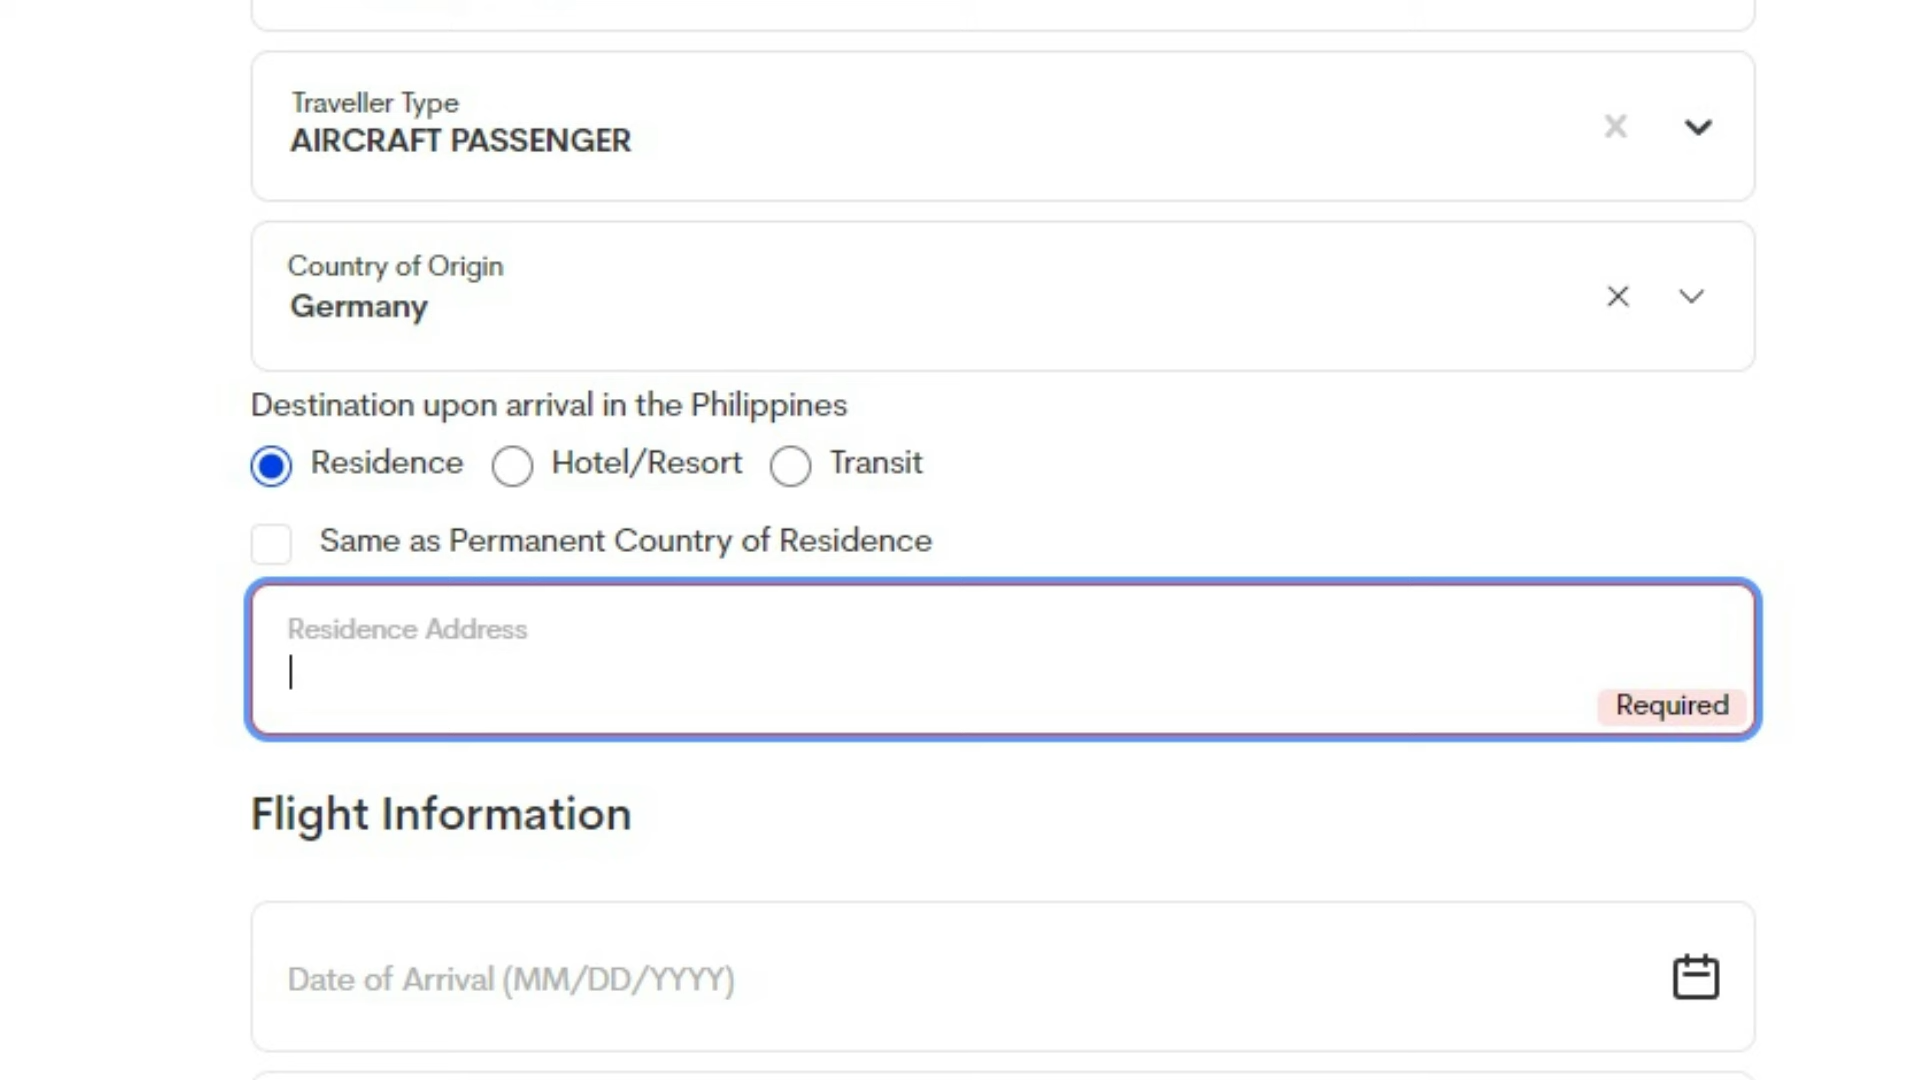 Traveller Type
AIRCRAFT PASSENGER
Country of Origin
Germany
Destination upon arrival in the Philippines
Residence Hotel/Resort Transit
Same as Permanent Country of Residence
Residence Address
Required
Flight Information
Date of Arrival (MM/DD/YYYY)